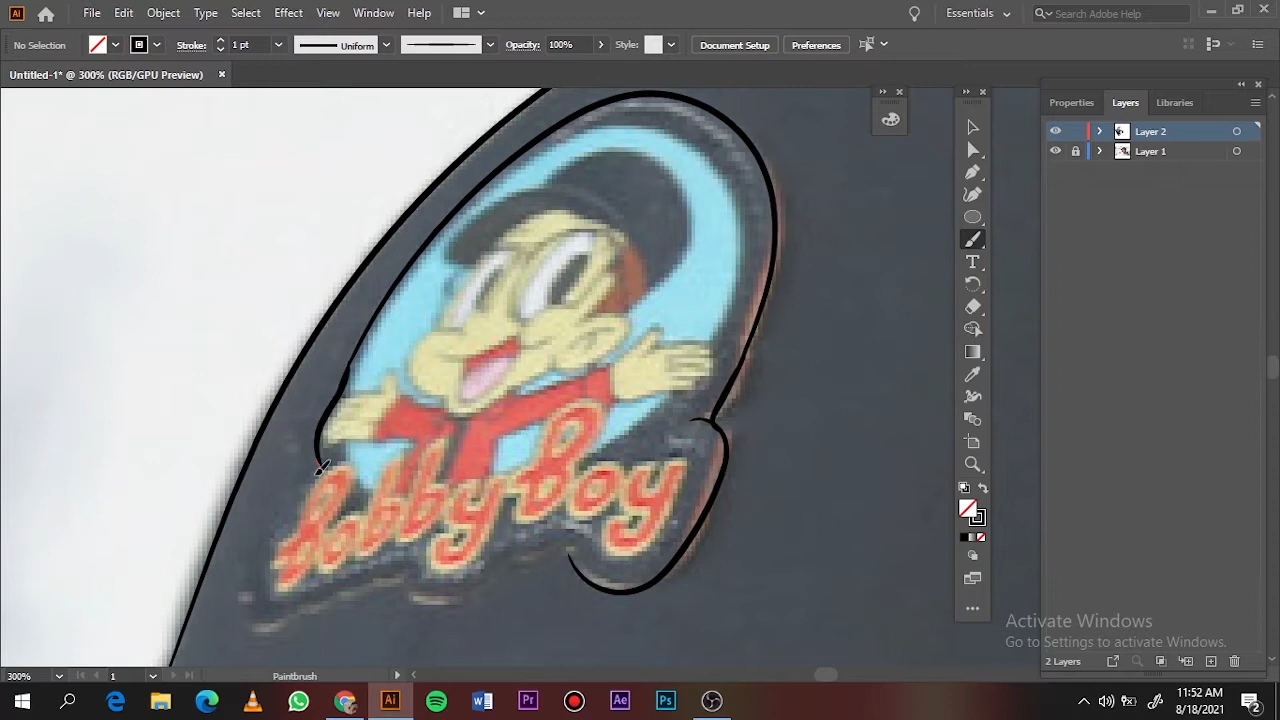 File Edit Object Type Select Effect View Window Help
Essentials
Search Adobe Help
No Selection
Stroke:
1 pt
Uniform
Opacity:
100%
Style:
Document Setup
Preferences
Untitled-1* @ 300% (RGB/GPU Preview)
Properties
Layers
Libraries
Layer 2
Layer 1
LobbyBoy
Activate Windows
Go to Settings to activate Windows.
300%
1
Paintbrush
2 Layers
11:52 AM
8/18/2021
2